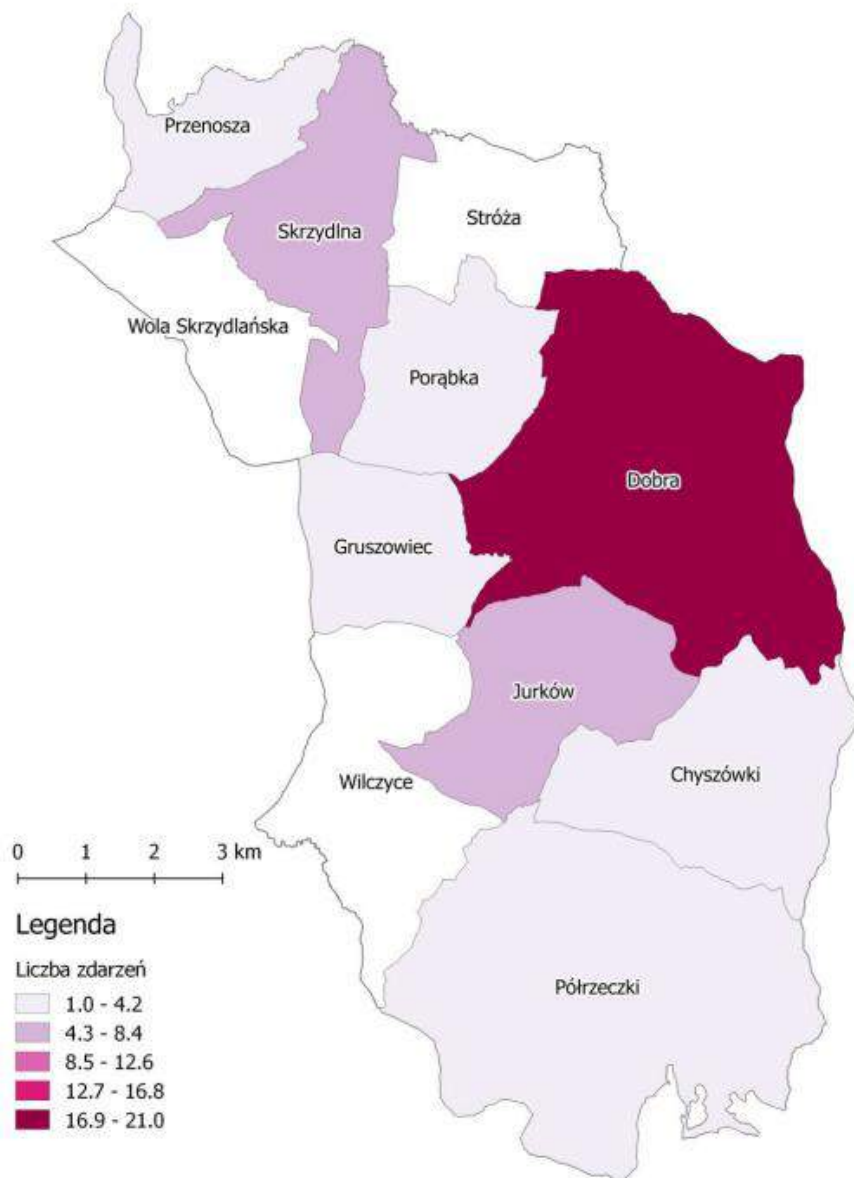 Przenosza
Skrzydlna
Stróża
Wola Skrzydlańska
Porąbka
Dobra
Gruszowiec
Jurków
Chyszówki
Wilczyce
0 1 2 3 km
Legenda
Liczba zdarzeń
1.0 - 4.2
4.3 - 8.4
8.5 - 12.6
12.7 - 16.8
16.9 - 21.0
Półrzeczki